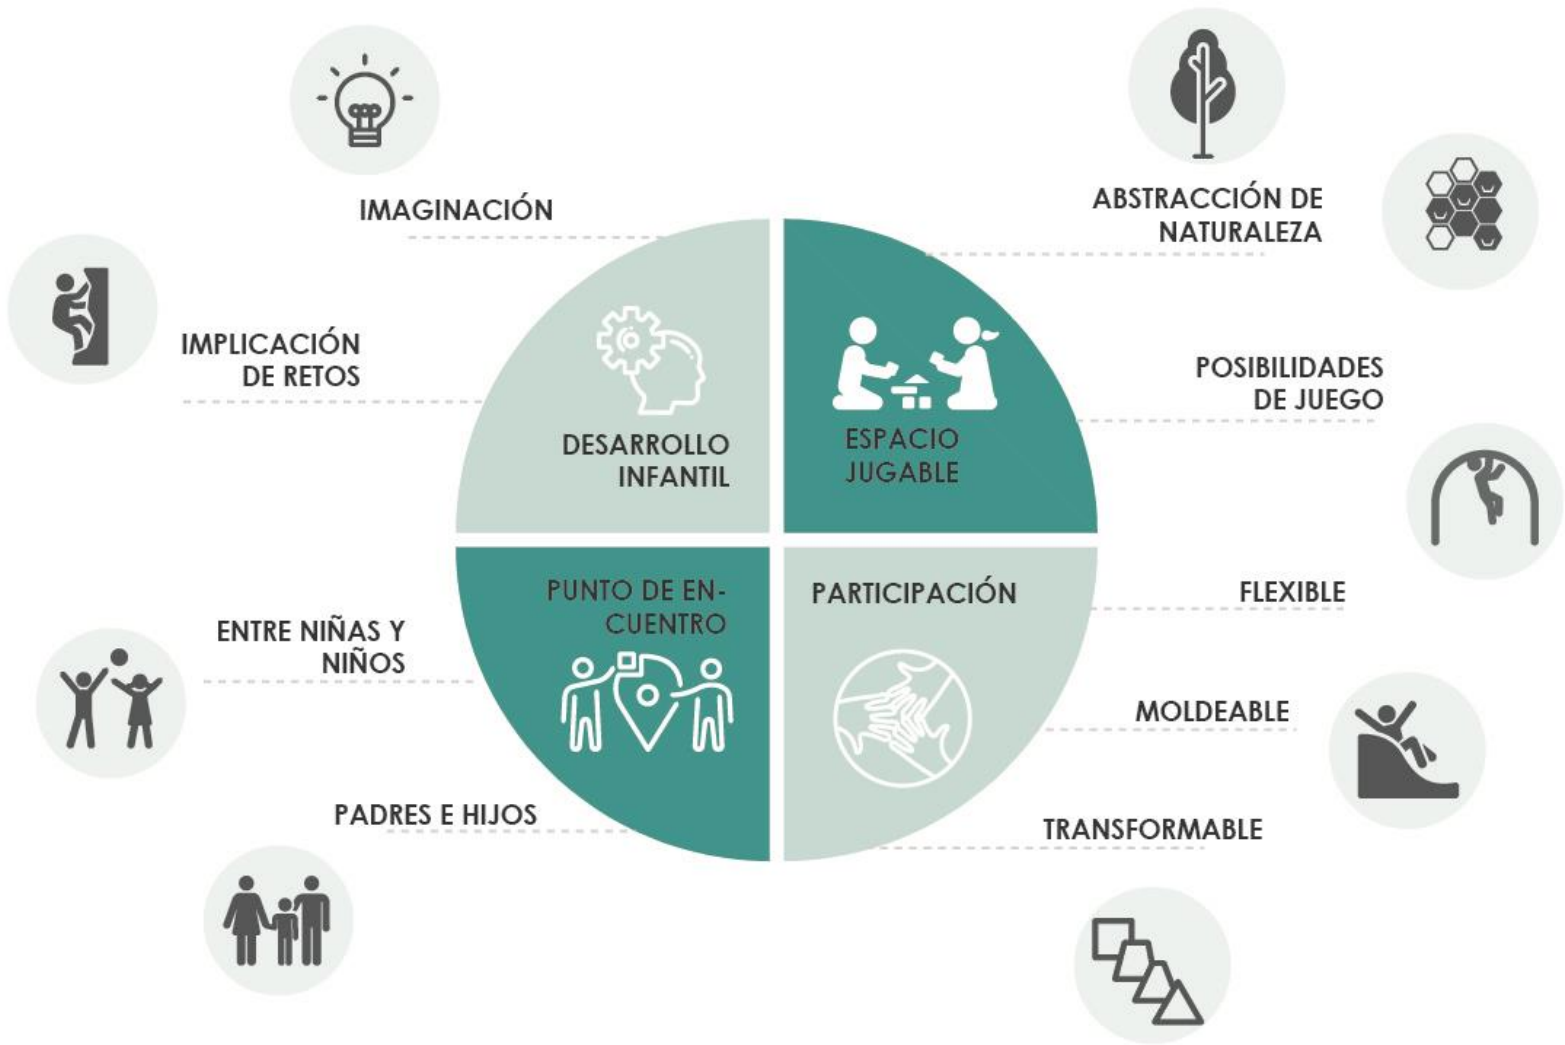 IMAGINACIÓN
IMPLICACIÓN
DE RETOS
DESARROLLO
INFANTIL
ABSTRACCIÓN DE
NATURALEZA
POSIBILIDADES
DE JUEGO
ESPACIO
JUGABLE
PUNTO DE EN-
CUENTRO
ENTRE NIÑAS Y
NIÑOS
PADRES E HIJOS
PARTICIPACIÓN
FLEXIBLE
MOLDEABLE
TRANSFORMABLE